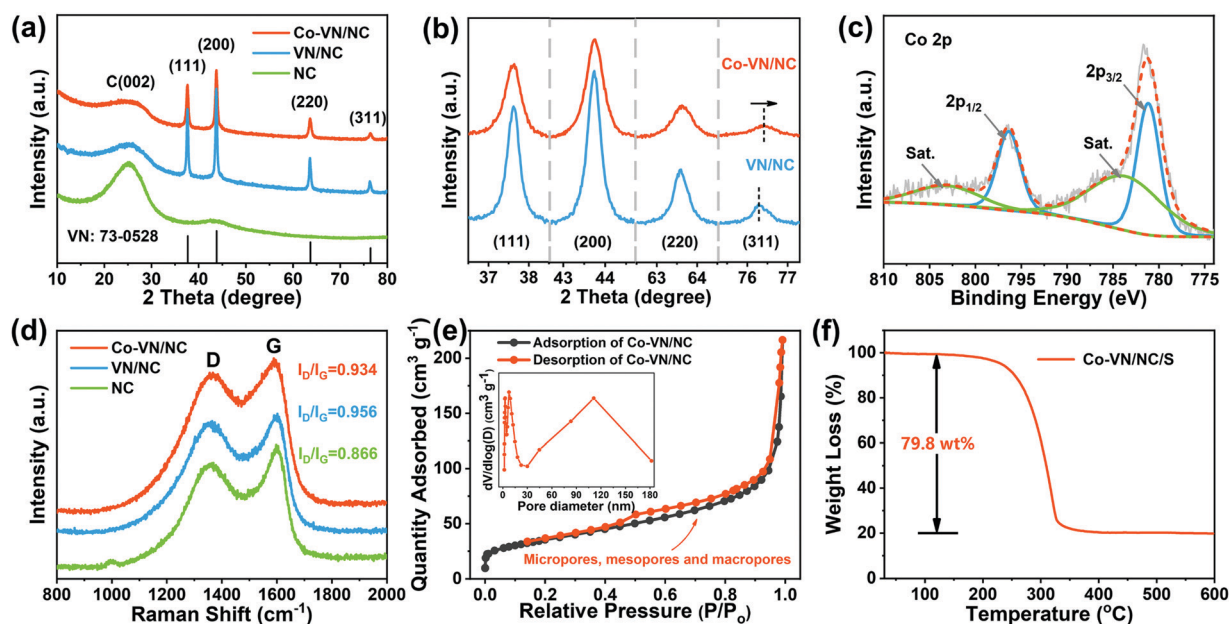 (a)
Co-VN/NC
VN/NC
NC
C(002)
(111)
(200)
(220)
(311)
VN: 73-0528
Intensity (a.u.)
10 20 30 40 50 60 70 80
2 Theta (degree)
(b)
Co-VN/NC
VN/NC
(111) (200) (220) (311)
Intensity (a.u.)
37 38 43 44 63 64 76 77
2 Theta (degree)
(c)
Co 2p
2p3/2
2p1/2
Sat.
Sat.
Intensity (a.u.)
810 800 790 780
Binding Energy (eV)
(d)
Co-VN/NC
VN/NC
NC
D
G
ID/IG=0.934
ID/IG=0.956
ID/IG=0.866
Intensity (a.u.)
800 1000 1200 1400 1600 1800 2000
Raman Shift (cm-1)
(e)
Adsorption of Co-VN/NC
Desorption of Co-VN/NC
dV/dlog(D) (cm3 g-1)
0 30 60 90 120 150 180
Pore diameter (nm)
Micropores, mesopores and macropores
Quantity Adsorbed (cm3 g-1)
200
150
100
50
0
0.0 0.2 0.4 0.6 0.8 1.0
Relative Pressure (P/Po)
(f)
Co-VN/NC/S
79.8 wt%
Weight Loss (%)
100
80
60
40
20
0
100 200 300 400 500 600
Temperature (oC)